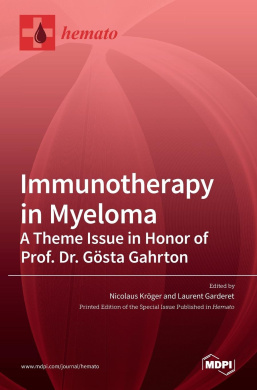 hemato
Immunotherapy
in Myeloma
A Theme Issue in Honor of
Prof. Dr. Gösta Gahrton
Edited by
Nicolaus Kröger and Laurent Garderet
Printed Edition of the Special Issue Published in Hemato
www.mdpi.com/journal/hemato
MDPI